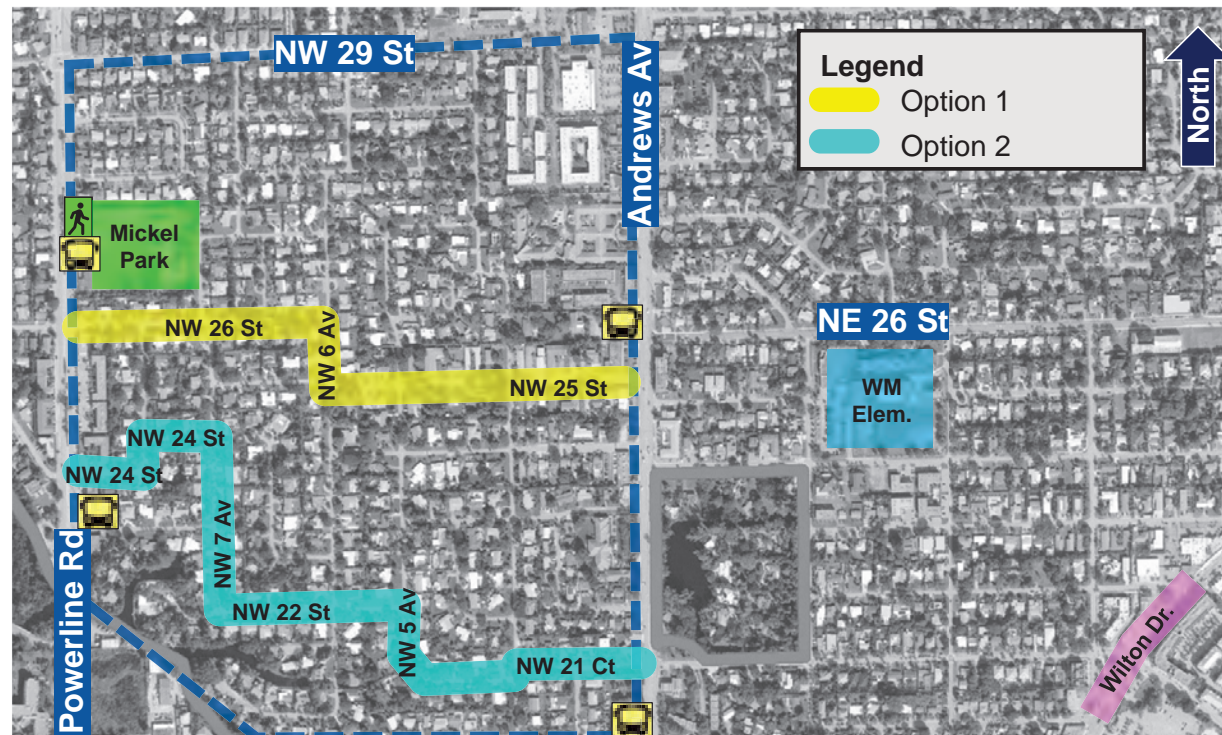 NW 29 St
Andrews Av
Legend
Option 1
Option 2
North
Mickel
Park
NW 26 St
NW 6 Av
NW 25 St
NE 26 St
WM
Elem.
NW 24 St
NW 24 St
NW 7 Av
NW 22 St
NW 5 Av
NW 21 Ct
Powerline Rd
Wilton Dr.